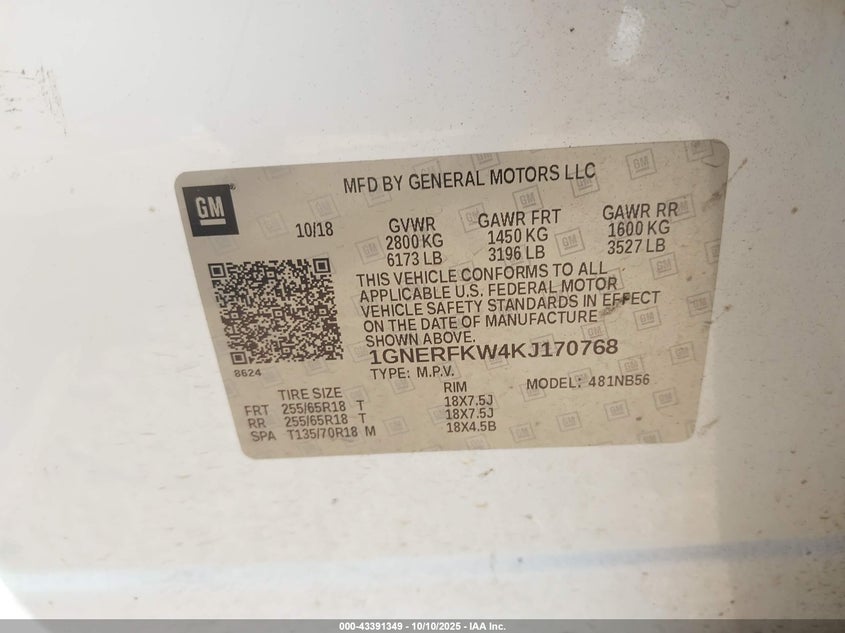 GM
MFD BY GENERAL MOTORS LLC
10/18
GVWR GAWR FRT GAWR RR
2800 KG 1450 KG 1600 KG
6173 LB 3196 LB 3527 LB
THIS VEHICLE CONFORMS TO ALL
APPLICABLE U.S. FEDERAL MOTOR
VEHICLE SAFETY STANDARDS IN EFFECT
ON THE DATE OF MANUFACTURE
SHOWN ABOVE.
8624
1GNERFKW4KJ170768
TYPE: M.P.V. MODEL: 481NB56
TIRE SIZE RIM
FRT 255/65R18 T 18X7.5J
RR 255/65R18 T 18X7.5J
SPA T135/70R18 M 18X4.5B
000-43391349 - 10/10/2025 - IAA Inc.